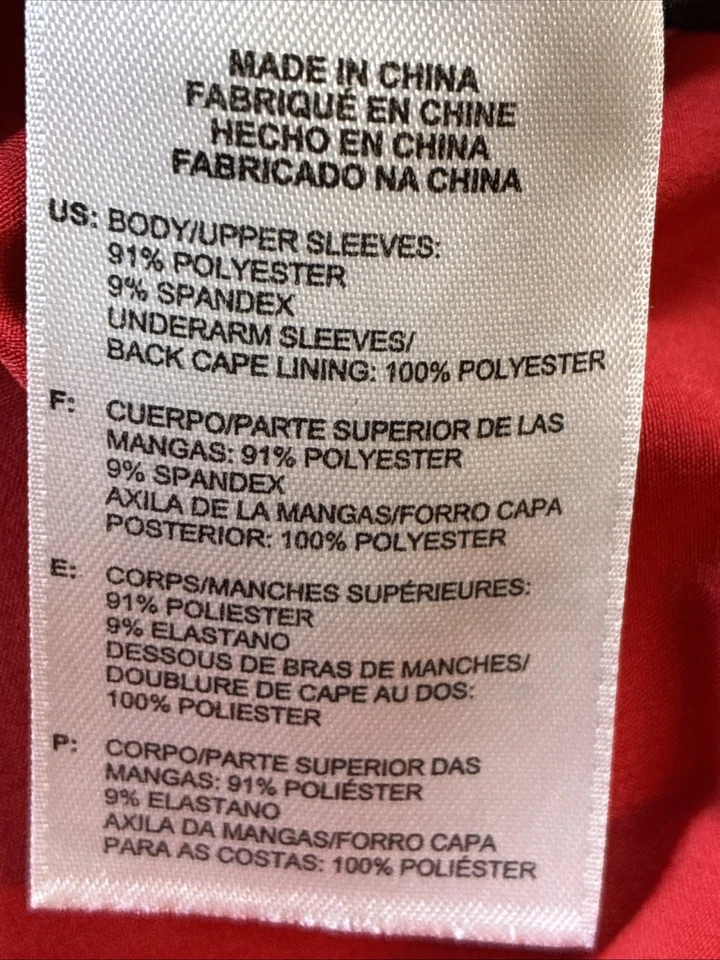 MADE IN CHINA
FABRIQUÉ EN CHINE
HECHO EN CHINA
FABRICADO NA CHINA
US: BODY/UPPER SLEEVES:
91% POLYESTER
9% SPANDEX
UNDERARM SLEEVES/
BACK CAPE LINING: 100% POLYESTER
F: CUERPO/PARTE SUPERIOR DE LAS
MANGAS: 91% POLYESTER
9% SPANDEX
AXILA DE LA MANGAS/FORRO CAPA
POSTERIOR: 100% POLYESTER
E: CORPS/MANCHES SUPÉRIEURES:
91% POLIESTER
9% ELASTANO
DESSOUS DE BRAS DE MANCHES/
DOUBLURE DE CAPE AU DOS:
100% POLIESTER
P: CORPO/PARTE SUPERIOR DAS
MANGAS: 91% POLIÉSTER
9% ELASTANO
AXILA DA MANGAS/FORRO CAPA
PARA AS COSTAS: 100% POLIÉSTER